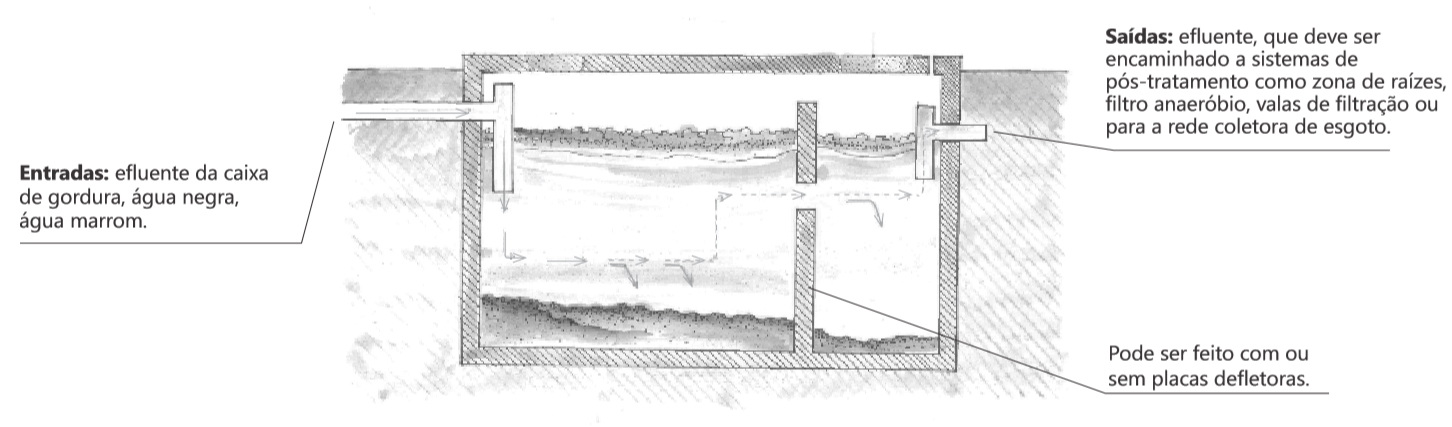 Entradas: efluente da caixa
de gordura, água negra,
água marrom.
Saídas: efluente, que deve ser
encaminhado a sistemas de
pós-tratamento como zona de raízes,
filtro anaeróbio, valas de filtração ou
para a rede coletora de esgoto.
Pode ser feito com ou
sem placas defletoras.